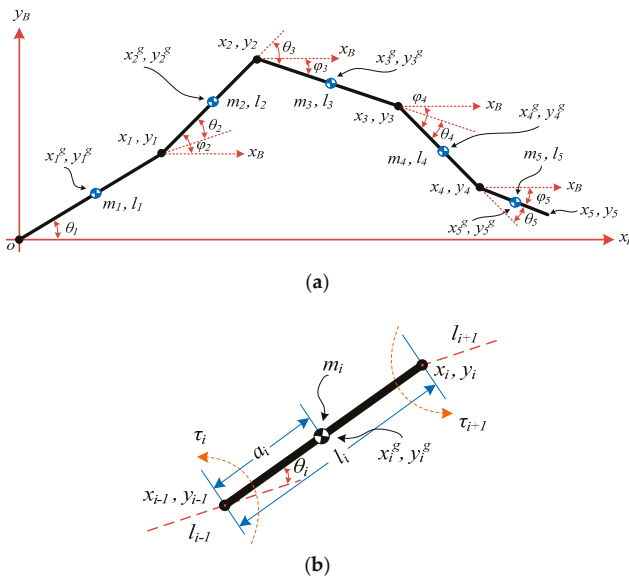 y_B
x_2, y_2
θ_3
x_B
x_2^g, y_2^g
φ_3
x_3^g, y_3^g
m_2, l_2
m_3, l_3
φ_4
x_B
x_3, y_3
θ_4
x_4^g, y_4^g
x_1, y_1
θ_2
φ_2
x_B
m_4, l_4
m_5, l_5
x_1^g, y_1^g
x_4, y_4
x_B
φ_5
m_1, l_1
x_5^g, y_5^g
θ_5
x_5, y_5
θ_1
o
(a)
l_{i+1}
m_i
x_i, y_i
τ_i
a_i
l_i
τ_{i+1}
x_i^g, y_i^g
θ_i
x_{i-1}, y_{i-1}
l_{i-1}
(b)